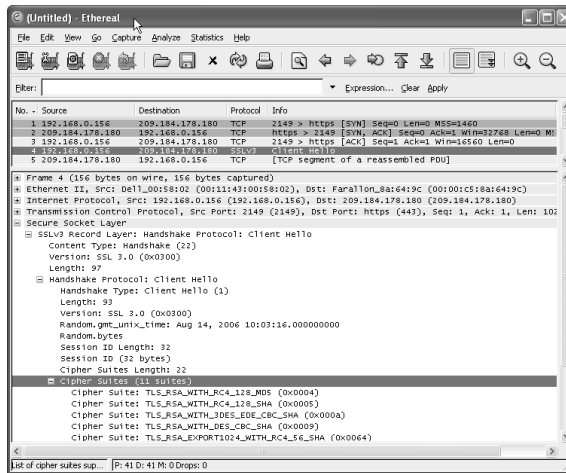 (Untitled) - Ethereal
File Edit View Go Capture Analyze Statistics Help
Filter: Expression... Clear Apply
No. - Source Destination Protocol Info
1 192.168.0.156 209.184.178.180 TCP 2149 > https [SYN] Seq=0 Len=0 MSS=1460
2 209.184.178.180 192.168.0.156 TCP https > 2149 [SYN, ACK] Seq=0 Ack=1 Win=32768 Len=0 MS
3 192.168.0.156 209.184.178.180 TCP 2149 > https [ACK] Seq=1 Ack=1 Win=16560 Len=0
4 192.168.0.156 209.184.178.180 SSLv3 Client Hello
5 209.184.178.180 192.168.0.156 TCP [TCP segment of a reassembled PDU]
Frame 4 (156 bytes on wire, 156 bytes captured)
Ethernet II, Src: Dell_00:58:02 (00:11:43:00:58:02), Dst: Farallon_8a:64:9c (00:00:c5:8a:64:9c)
Internet Protocol, Src: 192.168.0.156 (192.168.0.156), Dst: 209.184.178.180 (209.184.178.180)
Transmission Control Protocol, Src Port: 2149 (2149), Dst Port: https (443), Seq: 1, Ack: 1, Len: 102
Secure Socket Layer
SSLv3 Record Layer: Handshake Protocol: Client Hello
Content Type: Handshake (22)
Version: SSL 3.0 (0x0300)
Length: 97
Handshake Protocol: Client Hello
Handshake Type: Client Hello (1)
Length: 93
Version: SSL 3.0 (0x0300)
Random.gmt_unix_time: Aug 14, 2006 10:03:16.000000000
Random.bytes
Session ID Length: 32
Session ID (32 bytes)
Cipher Suites Length: 22
Cipher Suites (11 suites)
Cipher Suite: TLS_RSA_WITH_RC4_128_MD5 (0x0004)
Cipher Suite: TLS_RSA_WITH_RC4_128_SHA (0x0005)
Cipher Suite: TLS_RSA_WITH_3DES_EDE_CBC_SHA (0x000a)
Cipher Suite: TLS_RSA_WITH_DES_CBC_SHA (0x0009)
Cipher Suite: TLS_RSA_EXPORT1024_WITH_RC4_56_SHA (0x0064)
List of cipher suites sup... P: 41 D: 41 M: 0 Drops: 0